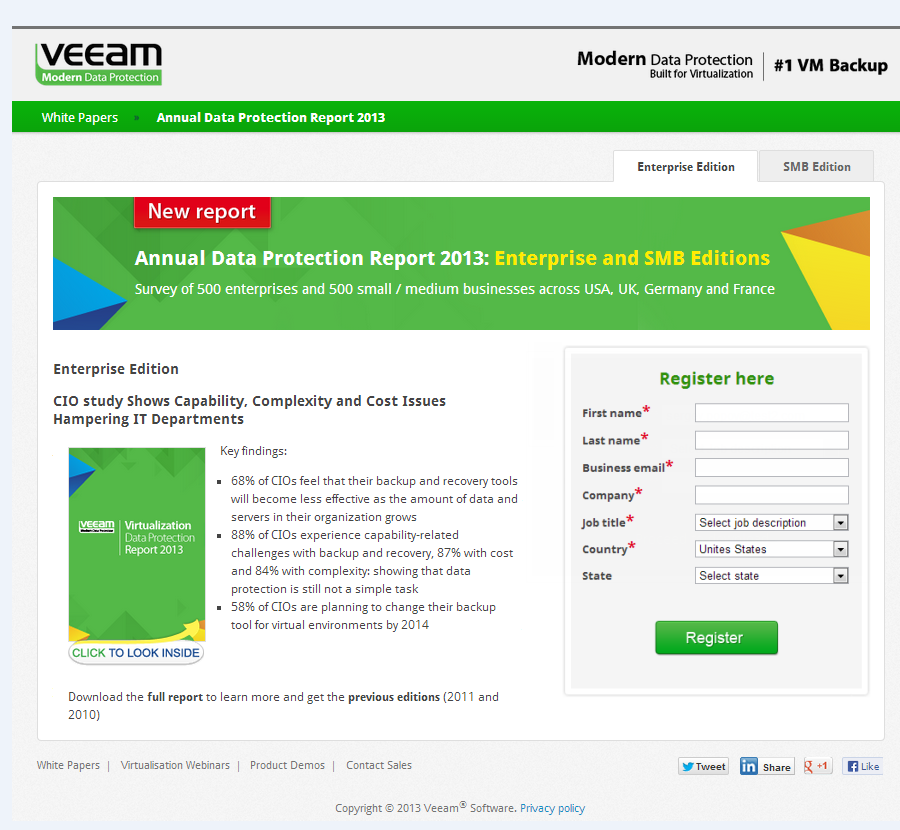 veeam
Modern Data Protection
Modern Data Protection
Built for Virtualization
#1 VM Backup
White Papers » Annual Data Protection Report 2013
Enterprise Edition
SMB Edition
New report
Annual Data Protection Report 2013: Enterprise and SMB Editions
Survey of 500 enterprises and 500 small / medium businesses across USA, UK, Germany and France
Enterprise Edition
CIO study Shows Capability, Complexity and Cost Issues
Hampering IT Departments
veeam
Modern Data Protection
Virtualization
Data Protection
Report 2013
CLICK TO LOOK INSIDE
Key findings:
68% of CIOs feel that their backup and recovery tools
will become less effective as the amount of data and
servers in their organization grows
88% of CIOs experience capability-related
challenges with backup and recovery, 87% with cost
and 84% with complexity: showing that data
protection is still not a simple task
58% of CIOs are planning to change their backup
tool for virtual environments by 2014
Download the full report to learn more and get the previous editions (2011 and
2010)
Register here
First name*
Last name*
Business email*
Company*
Job title* Select job description
Country* Unites States
State Select state
Register
White Papers | Virtualisation Webinars | Product Demos | Contact Sales
Tweet
in Share
g +1
f Like
Copyright © 2013 Veeam® Software. Privacy policy